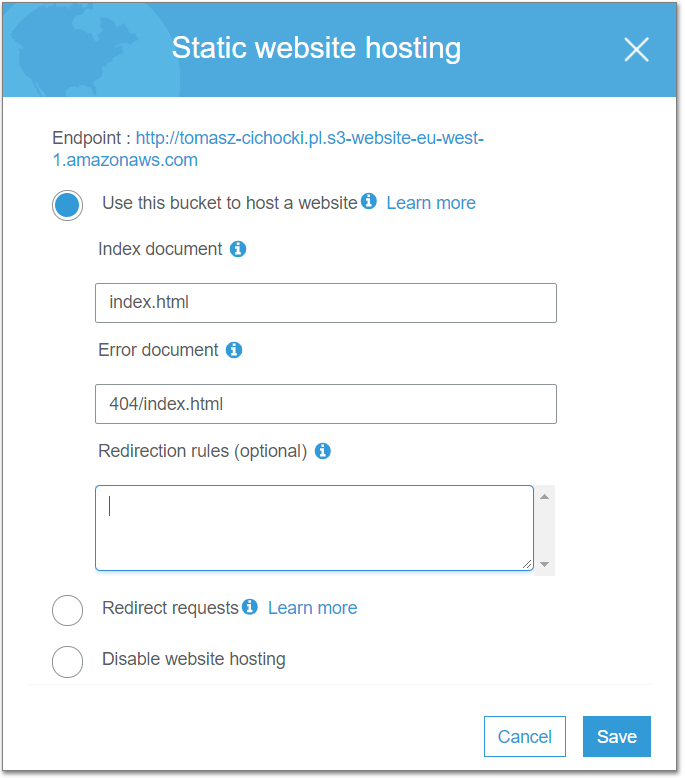 Static website hosting
Endpoint : http://tomasz-cichocki.pl.s3-website-eu-west-
1.amazonaws.com
Use this bucket to host a website Learn more
Index document
index.html
Error document
404/index.html
Redirection rules (optional)
Redirect requests Learn more
Disable website hosting
Cancel Save